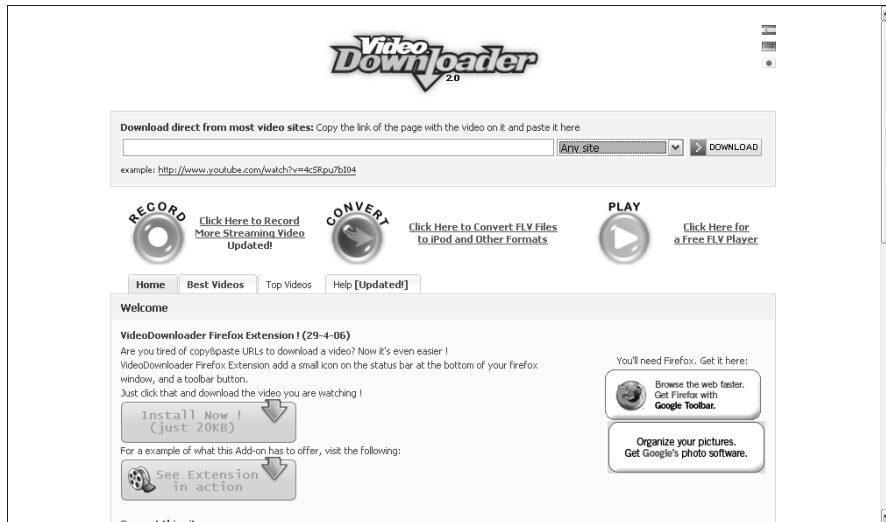 Video
Downloader
2.0
Download direct from most video sites: Copy the link of the page with the video on it and paste it here
Any site
DOWNLOAD
example: http://www.youtube.com/watch?v=4cSRpu7bI04
RECORD
Click Here to Record
More Streaming Video
Updated!
CONVERT
Click Here to Convert FLV Files
to iPod and Other Formats
PLAY
Click Here for
a Free FLV Player
Home
Best Videos
Top Videos
Help [Updated!]
Welcome
VideoDownloader Firefox Extension ! (29-4-06)
Are you tired of copy&paste URLs to download a video? Now it's even easier !
VideoDownloader Firefox Extension add a small icon on the status bar at the bottom of your firefox
window, and a toolbar button.
Just click that and download the video you are watching !
Install Now !
(just 20KB)
For a example of what this Add-on has to offer, visit the following:
See Extension
in action
You'll need Firefox. Get it here:
Browse the web faster.
Get Firefox with
Google Toolbar.
Organize your pictures.
Get Google's photo software.